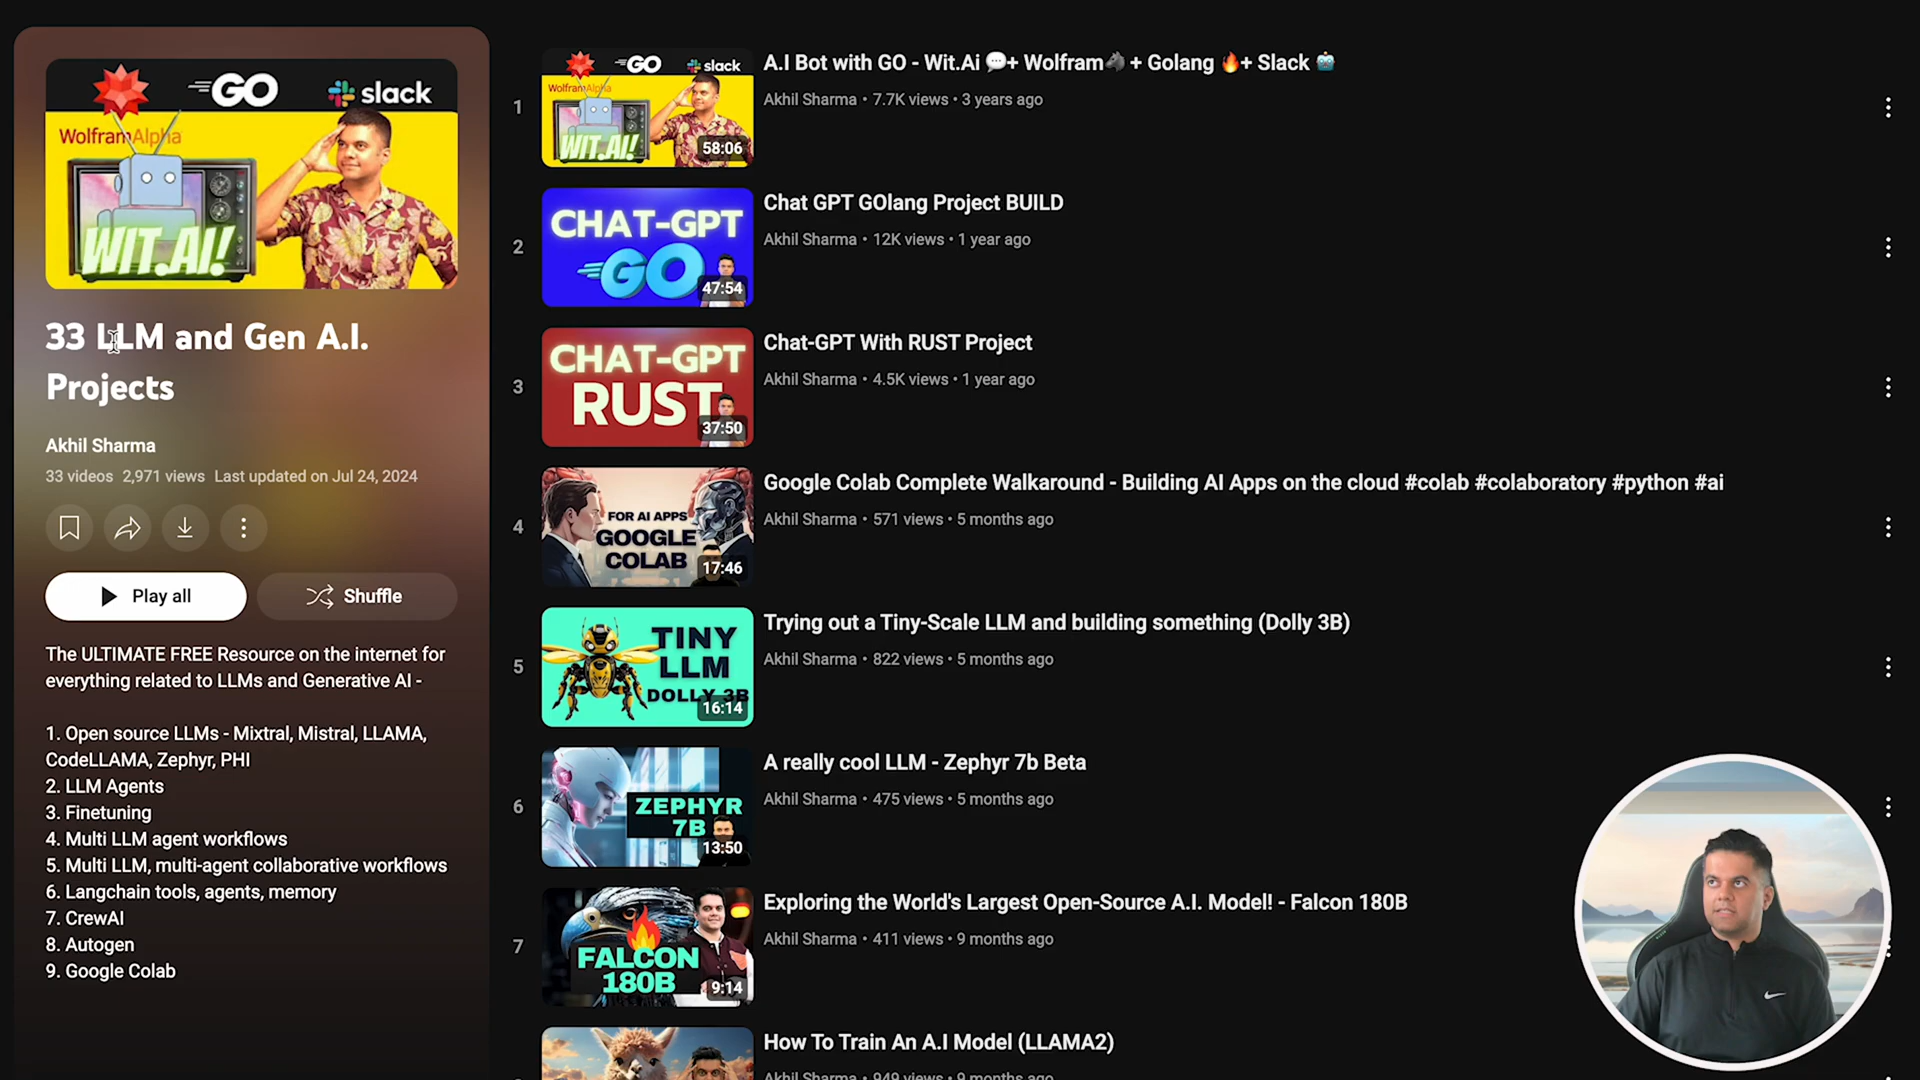 WolframAlpha
GO
slack
WIT.AI!
33 LLM and Gen A.I.
Projects
Akhil Sharma
33 videos 2,971 views Last updated on Jul 24, 2024
Play all
Shuffle
The ULTIMATE FREE Resource on the internet for
everything related to LLMs and Generative AI -
1. Open source LLMs - Mixtral, Mistral, LLAMA,
CodeLLAMA, Zephyr, PHI
2. LLM Agents
3. Finetuning
4. Multi LLM agent workflows
5. Multi LLM, multi-agent collaborative workflows
6. Langchain tools, agents, memory
7. CrewAI
8. Autogen
9. Google Colab
1
GO
slack
WolframAlpha
WIT.AI!
58:06
A.I Bot with GO - Wit.Ai 💬+ Wolfram🐺 + Golang 🔥+ Slack 🤖
Akhil Sharma • 7.7K views • 3 years ago
2
CHAT-GPT
GO
47:54
Chat GPT GOlang Project BUILD
Akhil Sharma • 12K views • 1 year ago
3
CHAT-GPT
RUST
37:50
Chat-GPT With RUST Project
Akhil Sharma • 4.5K views • 1 year ago
4
FOR AI APPS
GOOGLE
COLAB
17:46
Google Colab Complete Walkaround - Building AI Apps on the cloud #colab #colaboratory #python #ai
Akhil Sharma • 571 views • 5 months ago
5
TINY
LLM
DOLLY 3B
16:14
Trying out a Tiny-Scale LLM and building something (Dolly 3B)
Akhil Sharma • 822 views • 5 months ago
6
ZEPHYR
7B
13:50
A really cool LLM - Zephyr 7b Beta
Akhil Sharma • 475 views • 5 months ago
7
FALCON
180B
9:14
Exploring the World's Largest Open-Source A.I. Model! - Falcon 180B
Akhil Sharma • 411 views • 9 months ago
How To Train An A.I Model (LLAMA2)
Akhil Sharma • 949 views • 9 months ago